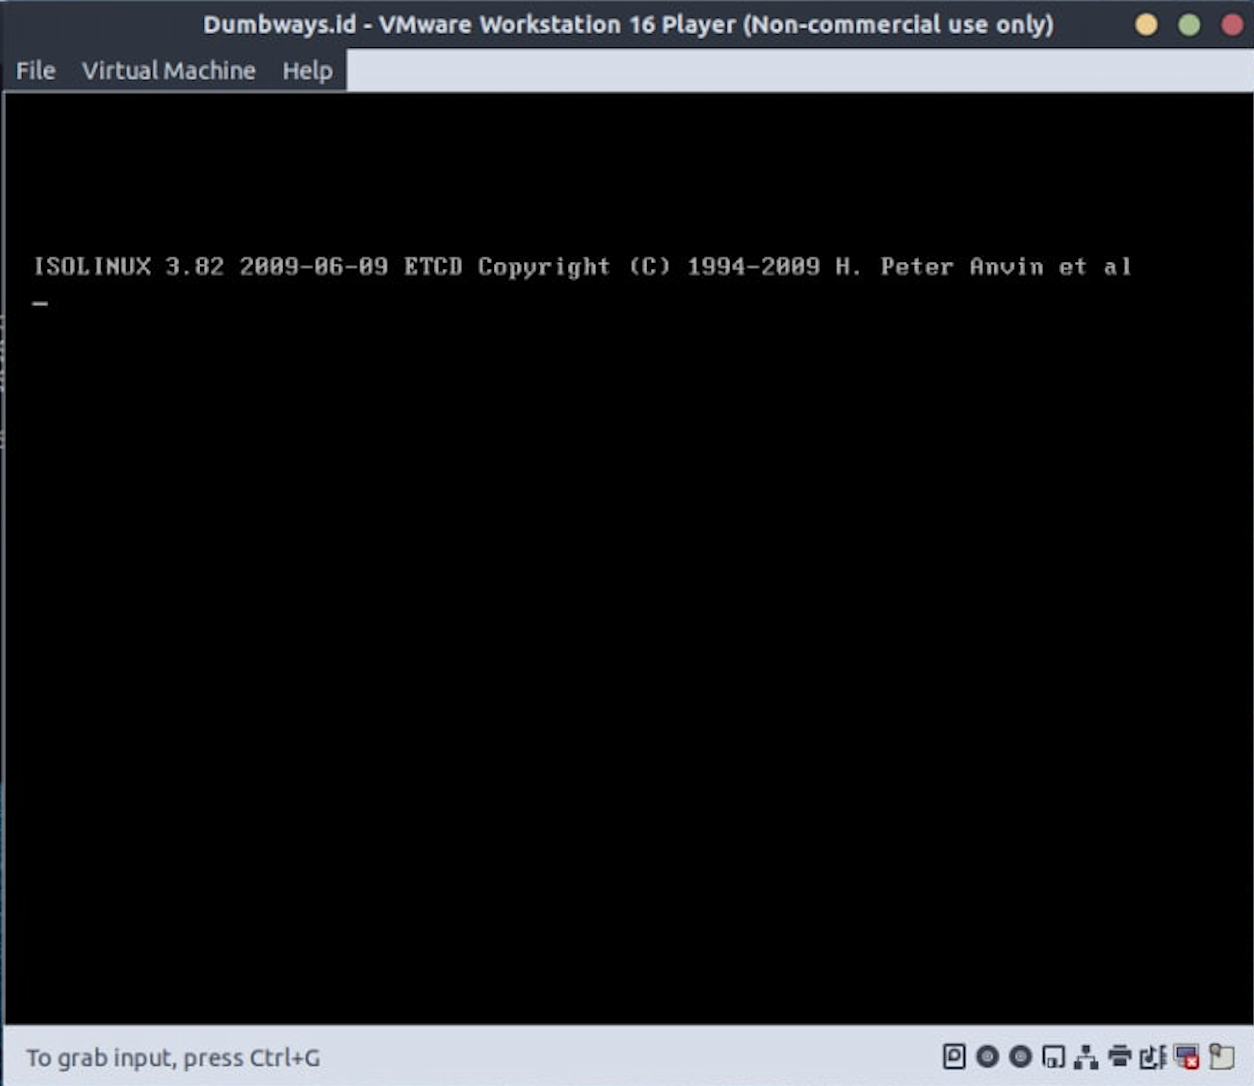 Dumbways.id - VMware Workstation 16 Player (Non-commercial use only)
File Virtual Machine Help
ISOLINUX 3.82 2009-06-09 ETCD Copyright (C) 1994-2009 H. Peter Anvin et al
To grab input, press Ctrl+G